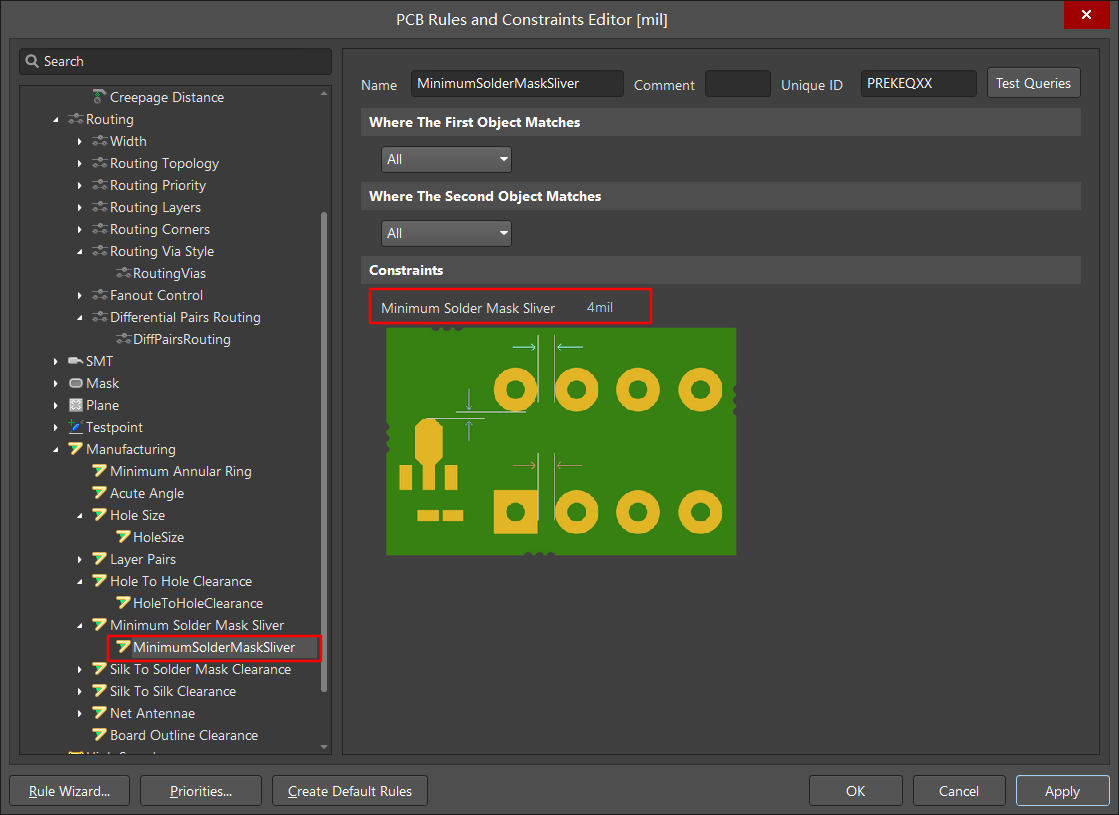 PCB Rules and Constraints Editor [mil]
Search
Creepage Distance
Routing
Width
Routing Topology
Routing Priority
Routing Layers
Routing Corners
Routing Via Style
RoutingVias
Fanout Control
Differential Pairs Routing
DiffPairsRouting
SMT
Mask
Plane
Testpoint
Manufacturing
Minimum Annular Ring
Acute Angle
Hole Size
HoleSize
Layer Pairs
Hole To Hole Clearance
HoleToHoleClearance
Minimum Solder Mask Sliver
MinimumSolderMaskSliver
Silk To Solder Mask Clearance
Silk To Silk Clearance
Net Antennae
Board Outline Clearance
Name MinimumSolderMaskSliver Comment Unique ID PREKEQXX Test Queries
Where The First Object Matches
All
Where The Second Object Matches
All
Constraints
Minimum Solder Mask Sliver 4mil
Rule Wizard... Priorities... Create Default Rules OK Cancel Apply